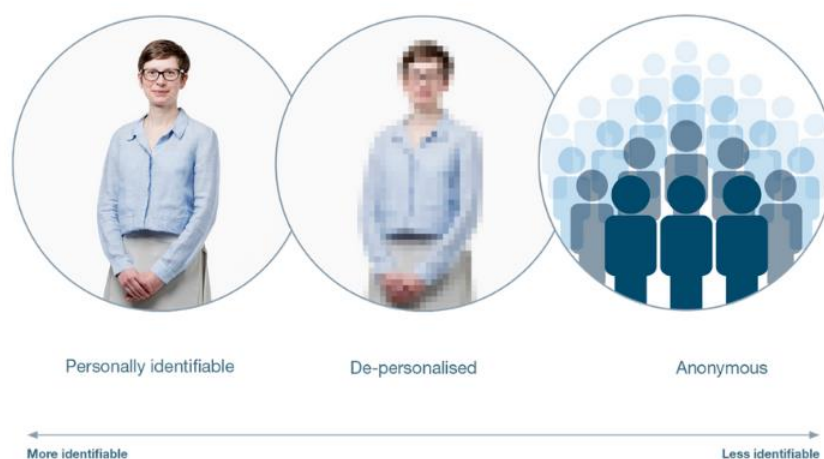 Personally identifiable
De-personalised
Anonymous
More identifiable
Less identifiable